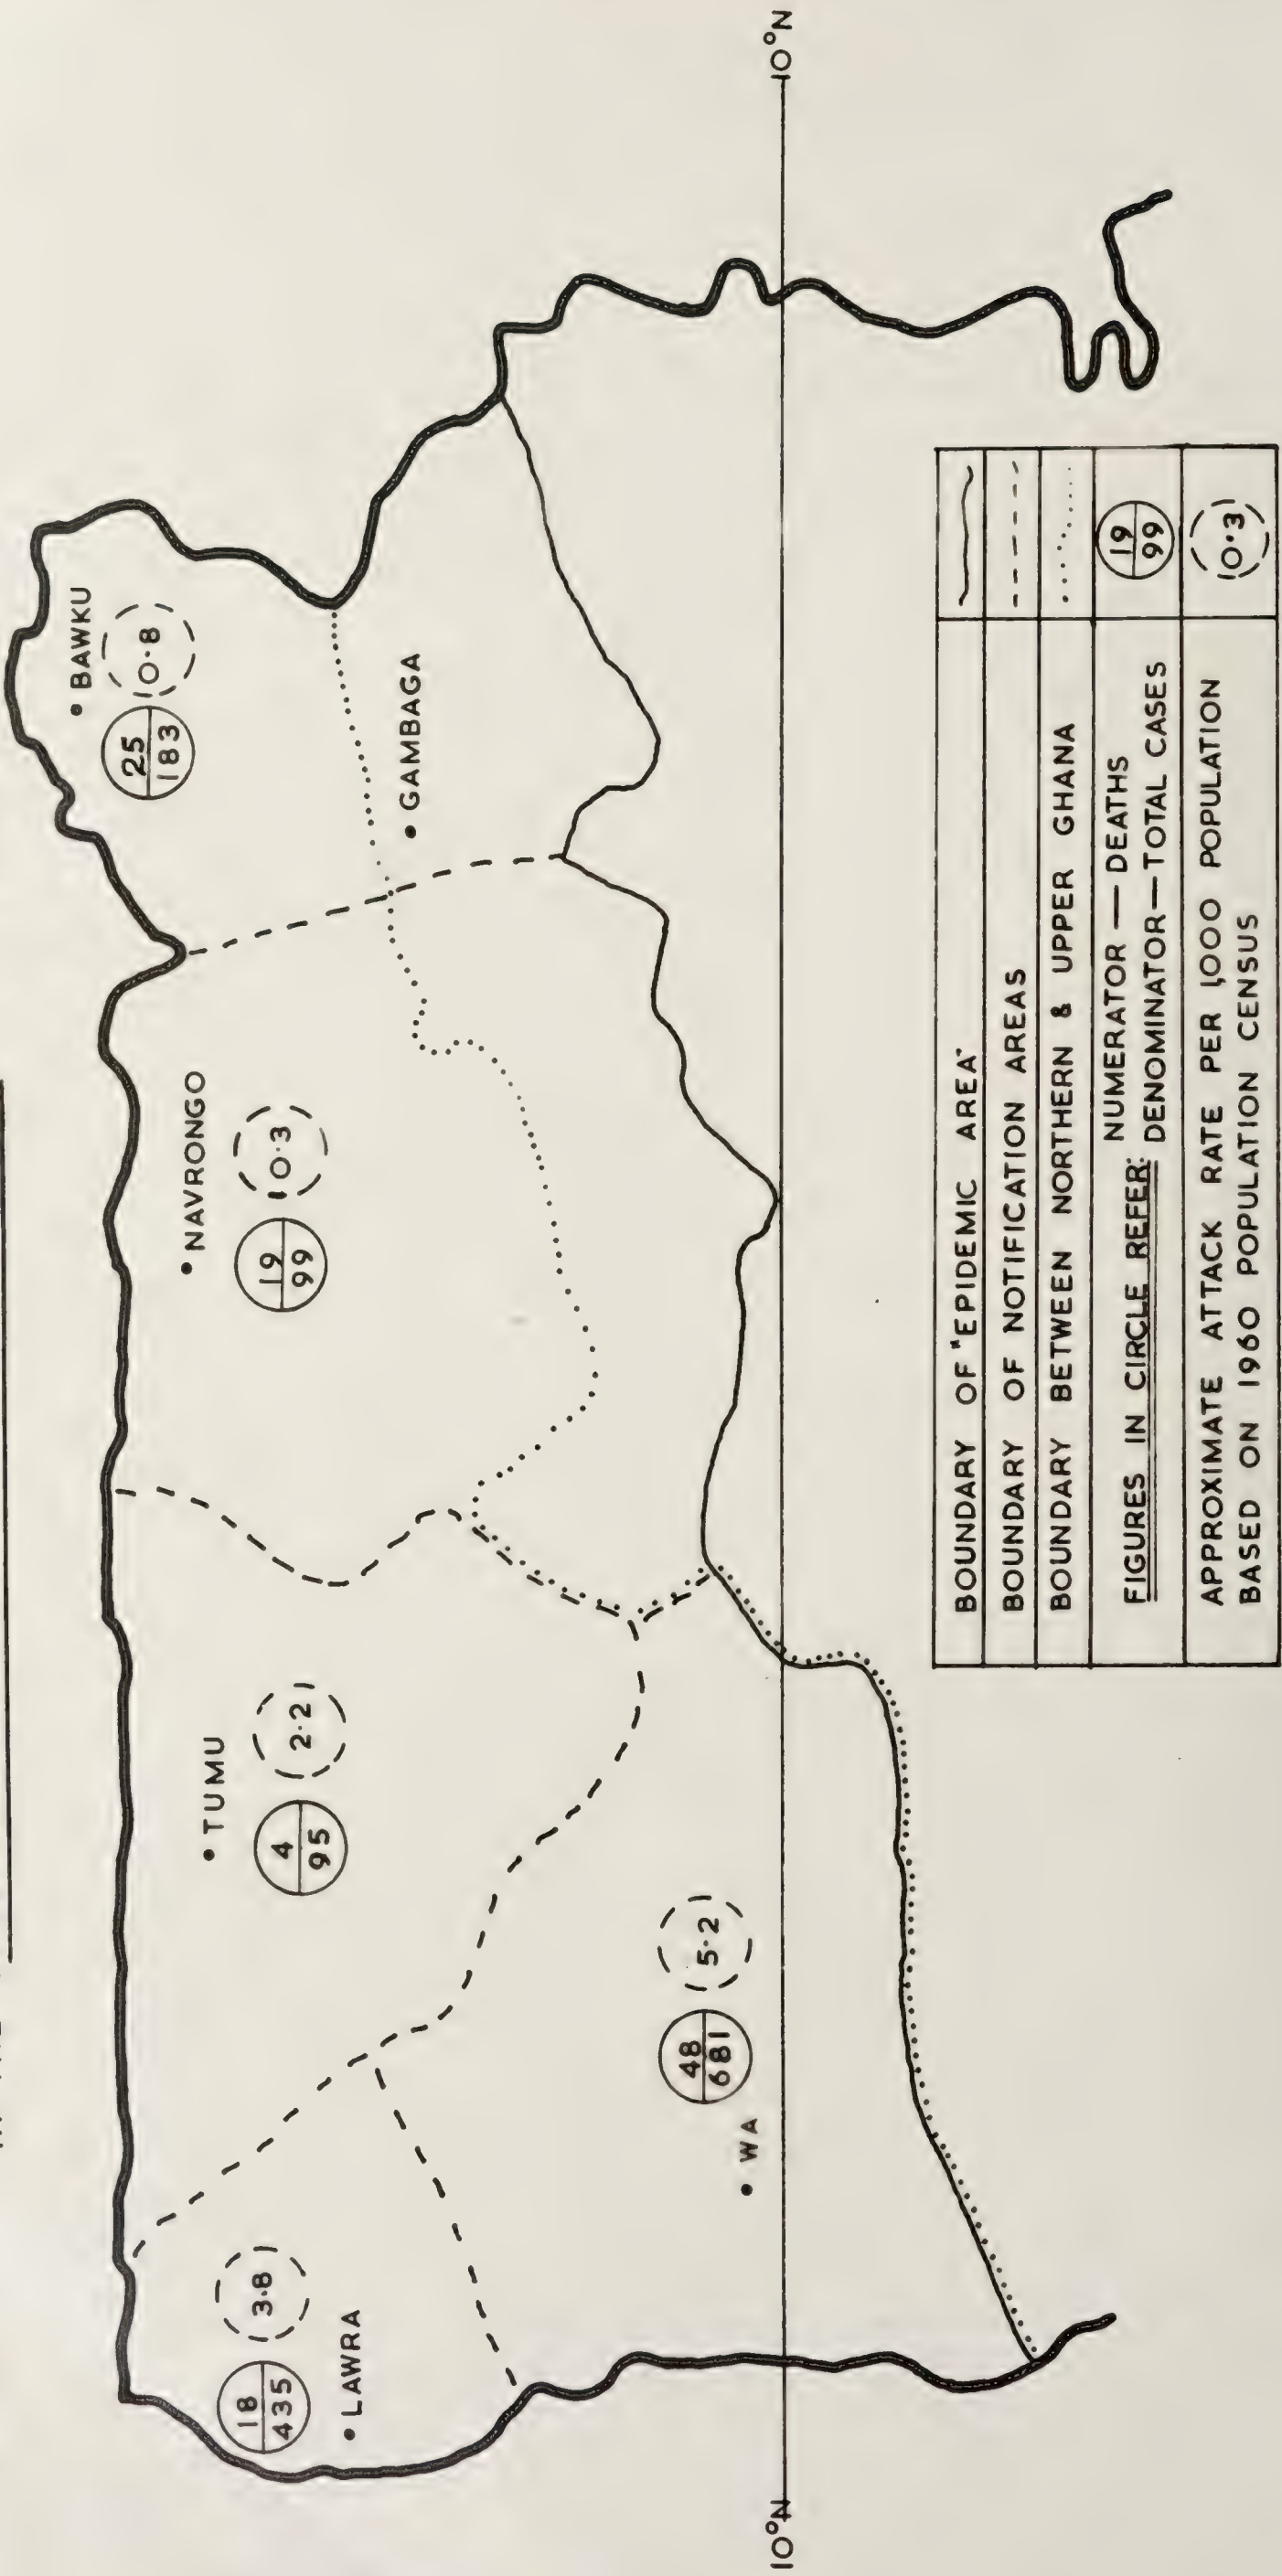 BAWKU
25
183
0·8
GAMBAGA
NAVRONGO
19
99
0·3
TUMU
4
95
2·2
LAWRA
18
435
3·8
WA
48
681
5·2
10°N
10°N
BOUNDARY OF "EPIDEMIC AREA"
BOUNDARY OF NOTIFICATION AREAS
BOUNDARY BETWEEN NORTHERN & UPPER GHANA
FIGURES IN CIRCLE REFER: NUMERATOR — DEATHS
DENOMINATOR — TOTAL CASES
19
99
APPROXIMATE ATTACK RATE PER 1,000 POPULATION
BASED ON 1960 POPULATION CENSUS
0·3